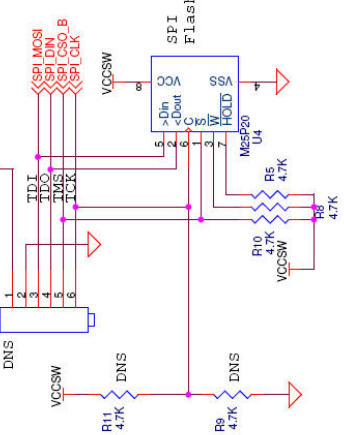 SPI_MOSI
SPI_DIN
SPI_CSO_B
SPI_CLK
VCCSW
8
SPI
Flash
VCC
VSS
4
>Din
<Dout
C
S
W
HOLD
5
2
6
1
3
7
M25P20
U4
TDI
TDO
TMS
TCK
1
2
3
4
5
6
DNS
R5
4.7K
R8
4.7K
R10
4.7K
VCCSW
VCCSW
R11
4.7K
DNS
R9
4.7K
DNS